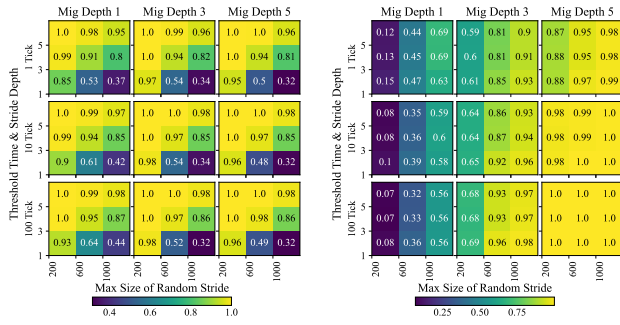 Mig Depth 1 Mig Depth 3 Mig Depth 5
Threshold Time & Stride Depth
1 Tick
5
3
1
1.0 0.98 0.95 1.0 0.99 0.96 1.0 1.0 0.96
0.99 0.91 0.8 1.0 0.94 0.82 1.0 0.94 0.81
0.85 0.53 0.37 0.97 0.54 0.34 0.95 0.5 0.32
10 Tick
5
3
1
1.0 0.99 0.97 1.0 1.0 0.98 1.0 1.0 0.98
0.99 0.94 0.85 1.0 0.97 0.85 1.0 0.97 0.85
0.9 0.61 0.42 0.98 0.54 0.34 0.96 0.48 0.32
100 Tick
5
3
1
1.0 0.99 0.98 1.0 1.0 0.98 1.0 1.0 0.98
1.0 0.95 0.87 1.0 0.97 0.86 1.0 0.98 0.86
0.93 0.64 0.44 0.98 0.52 0.32 0.96 0.49 0.32
200 600 1000 200 600 1000 200 600 1000
Max Size of Random Stride
0.4 0.6 0.8 1.0
Mig Depth 1 Mig Depth 3 Mig Depth 5
Threshold Time & Stride Depth
1 Tick
5
3
1
0.12 0.44 0.69 0.59 0.81 0.9 0.87 0.95 0.98
0.13 0.45 0.69 0.6 0.81 0.91 0.88 0.95 0.98
0.15 0.47 0.63 0.61 0.85 0.93 0.88 0.97 0.99
10 Tick
5
3
1
0.08 0.35 0.59 0.64 0.86 0.94 0.98 0.99 1.0
0.08 0.36 0.6 0.64 0.87 0.94 0.98 0.99 1.0
0.1 0.39 0.58 0.65 0.92 0.96 0.98 1.0 1.0
100 Tick
5
3
1
0.07 0.32 0.56 0.68 0.93 0.97 1.0 1.0 1.0
0.07 0.33 0.56 0.68 0.93 0.97 1.0 1.0 1.0
0.08 0.36 0.56 0.69 0.96 0.98 1.0 1.0 1.0
200 600 1000 200 600 1000 200 600 1000
Max Size of Random Stride
0.25 0.50 0.75